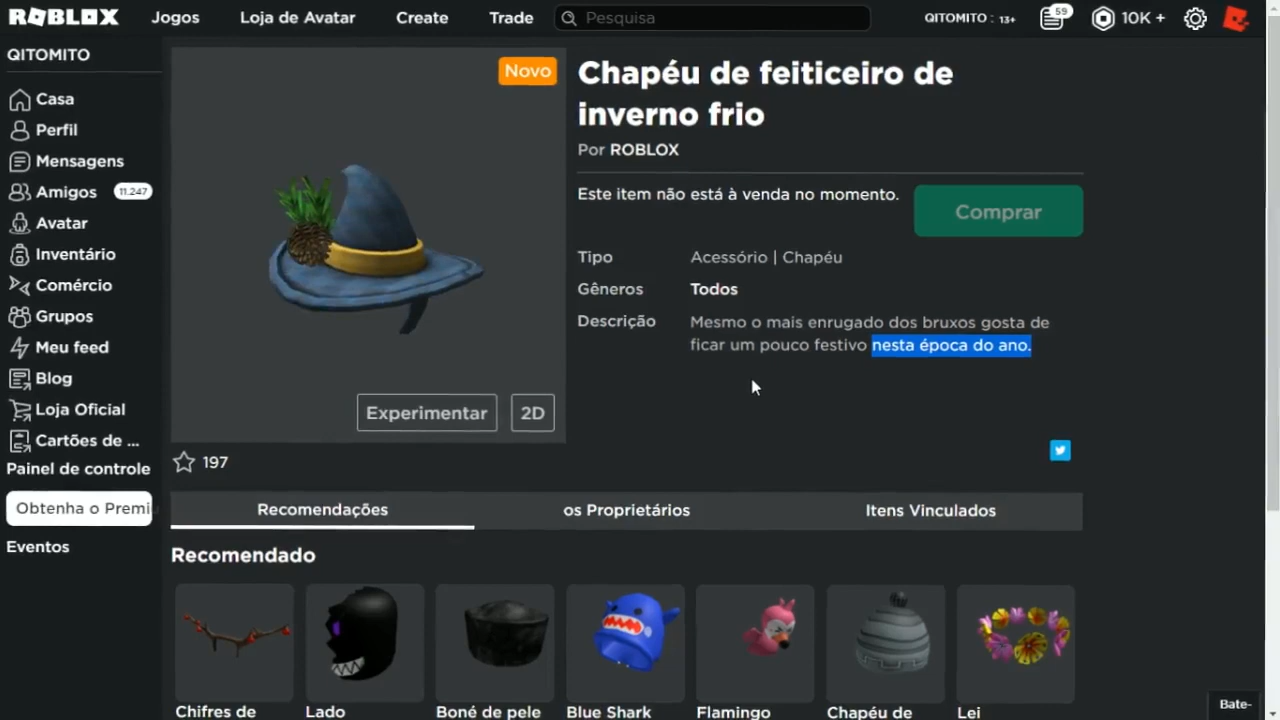 ROBLOX
Jogos
Loja de Avatar
Create
Trade
Pesquisa
QITOMITO : 13+
59
10K +
QITOMITO
Casa
Perfil
Mensagens
Amigos 11.247
Avatar
Inventário
Comércio
Grupos
Meu feed
Blog
Loja Oficial
Cartões de ...
Painel de controle
Obtenha o Premi
Eventos
Novo
Experimentar
2D
197
Chapéu de feiticeiro de
inverno frio
Por ROBLOX
Este item não está à venda no momento.
Comprar
Tipo Acessório | Chapéu
Gêneros Todos
Descrição Mesmo o mais enrugado dos bruxos gosta de
ficar um pouco festivo nesta época do ano.
Recomendações
os Proprietários
Itens Vinculados
Recomendado
Chifres de
Lado
Boné de pele
Blue Shark
Flamingo
Chapéu de
Lei
Bate-